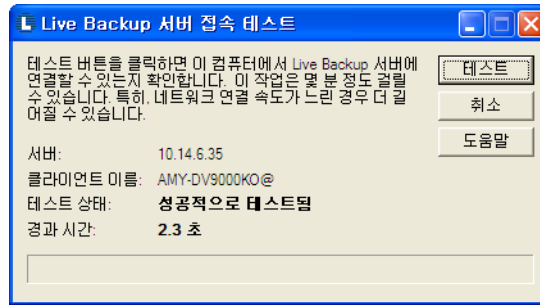 Live Backup 서버 접속 테스트
테스트 버튼을 클릭하면 이 컴퓨터에서 Live Backup 서버에
연결할 수 있는지 확인합니다. 이 작업은 몇 분 정도 걸릴
수 있습니다. 특히, 네트워크 연결 속도가 느린 경우 더 길
어질 수 있습니다.
테스트
취소
도움말
서버: 10.14.6.35
클라이언트 이름: AMY-DV9000KO@
테스트 상태: 성공적으로 테스트됨
경과 시간: 2.3 초